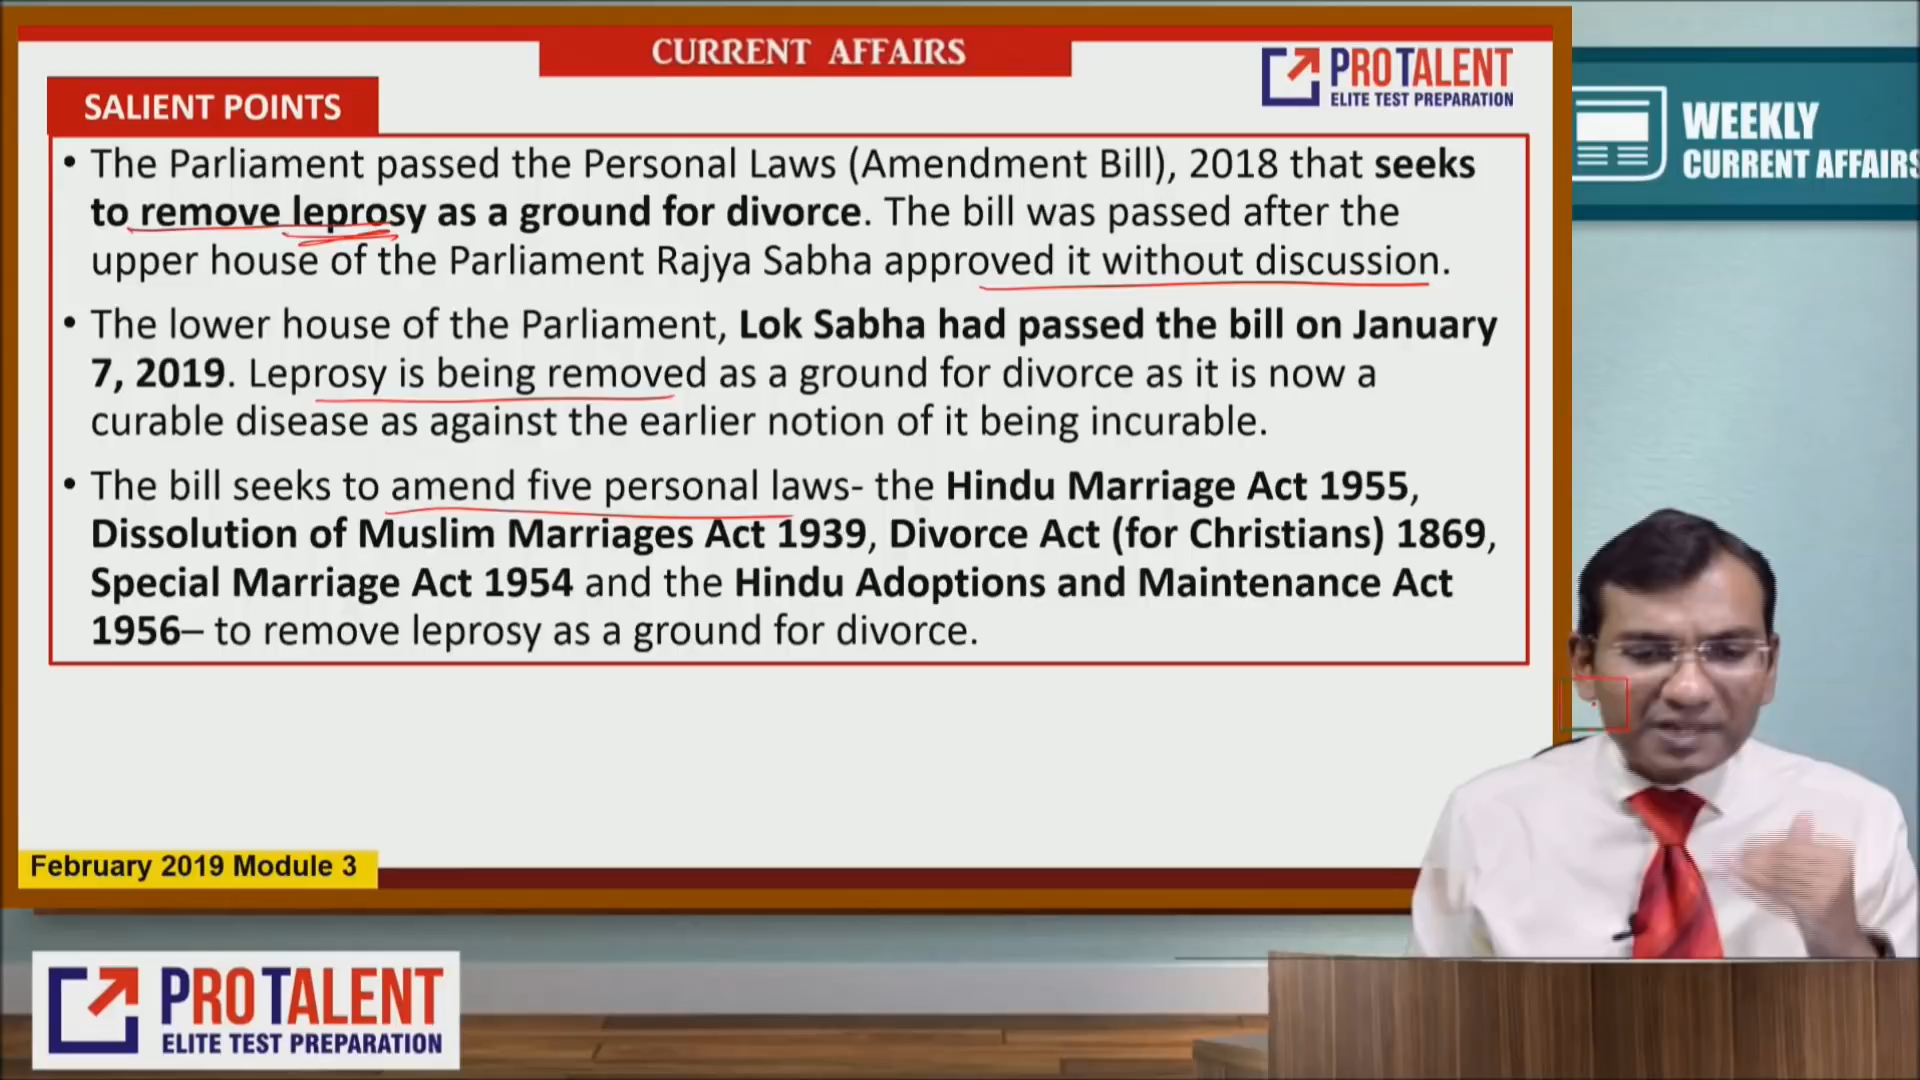 CURRENT AFFAIRS
PROTALENT
ELITE TEST PREPARATION
SALIENT POINTS
WEEKLY
CURRENT AFFAIRS
• The Parliament passed the Personal Laws (Amendment Bill), 2018 that seeks
to remove leprosy as a ground for divorce. The bill was passed after the
upper house of the Parliament Rajya Sabha approved it without discussion.
• The lower house of the Parliament, Lok Sabha had passed the bill on January
7, 2019. Leprosy is being removed as a ground for divorce as it is now a
curable disease as against the earlier notion of it being incurable.
• The bill seeks to amend five personal laws- the Hindu Marriage Act 1955,
Dissolution of Muslim Marriages Act 1939, Divorce Act (for Christians) 1869,
Special Marriage Act 1954 and the Hindu Adoptions and Maintenance Act
1956– to remove leprosy as a ground for divorce.
February 2019 Module 3
PROTALENT
ELITE TEST PREPARATION